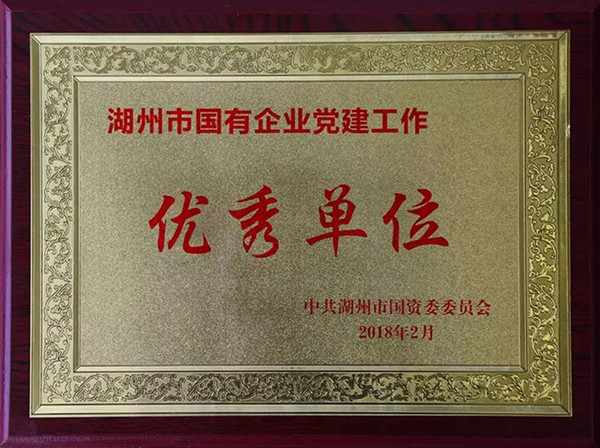 湖州市国有企业党建工作
优秀单位
中共湖州市国资委委员会
2018年2月